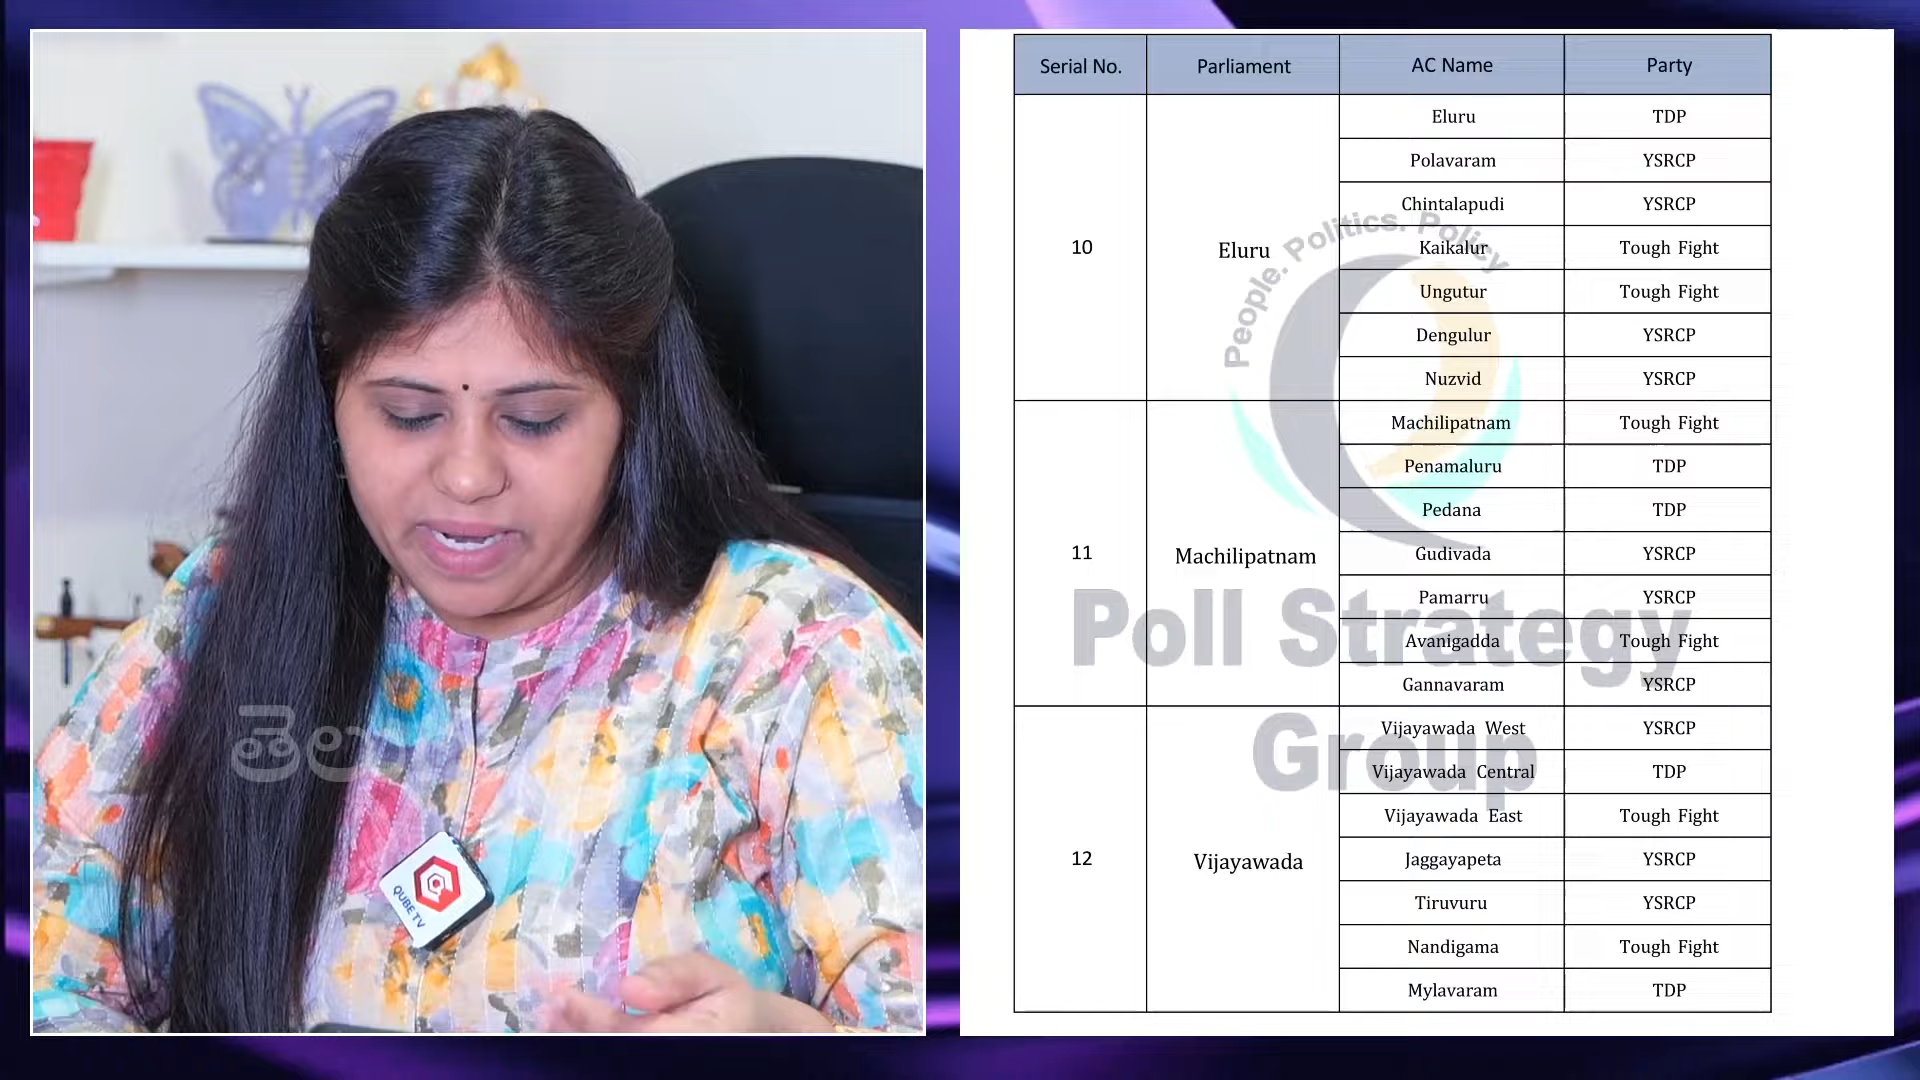 Serial No. Parliament AC Name Party
10 Eluru Eluru TDP
Polavaram YSRCP
Chintalapudi YSRCP
Kaikalur Tough Fight
Ungutur Tough Fight
Dengulur YSRCP
Nuzvid YSRCP
11 Machilipatnam Machilipatnam Tough Fight
Penamaluru TDP
Pedana TDP
Gudivada YSRCP
Pamarru YSRCP
Avanigadda Tough Fight
Gannavaram YSRCP
12 Vijayawada Vijayawada West YSRCP
Vijayawada Central TDP
Vijayawada East Tough Fight
Jaggayapeta YSRCP
Tiruvuru YSRCP
Nandigama Tough Fight
Mylavaram TDP
People. Politics. Policy
Poll Strategy
Group
QUBE TV